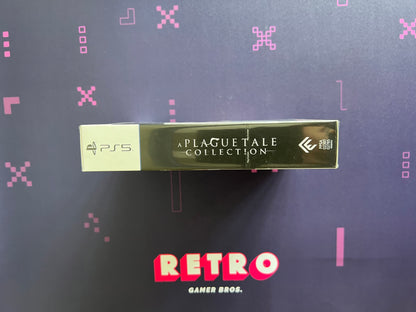 PS5
A PLAGUE TALE
COLLECTION
RETRO
GAMER BROS.